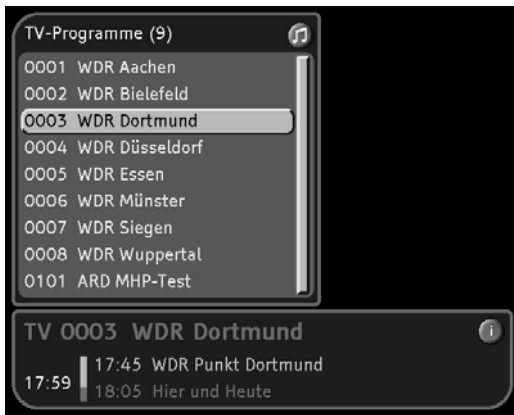 TV-Programme (9)
0001 WDR Aachen
0002 WDR Bielefeld
0003 WDR Dortmund
0004 WDR Düsseldorf
0005 WDR Essen
0006 WDR Münster
0007 WDR Siegen
0008 WDR Wuppertal
0101 ARD MHP-Test
TV 0003 WDR Dortmund
i
17:45 WDR Punkt Dortmund
17:59
18:05 Hier und Heute